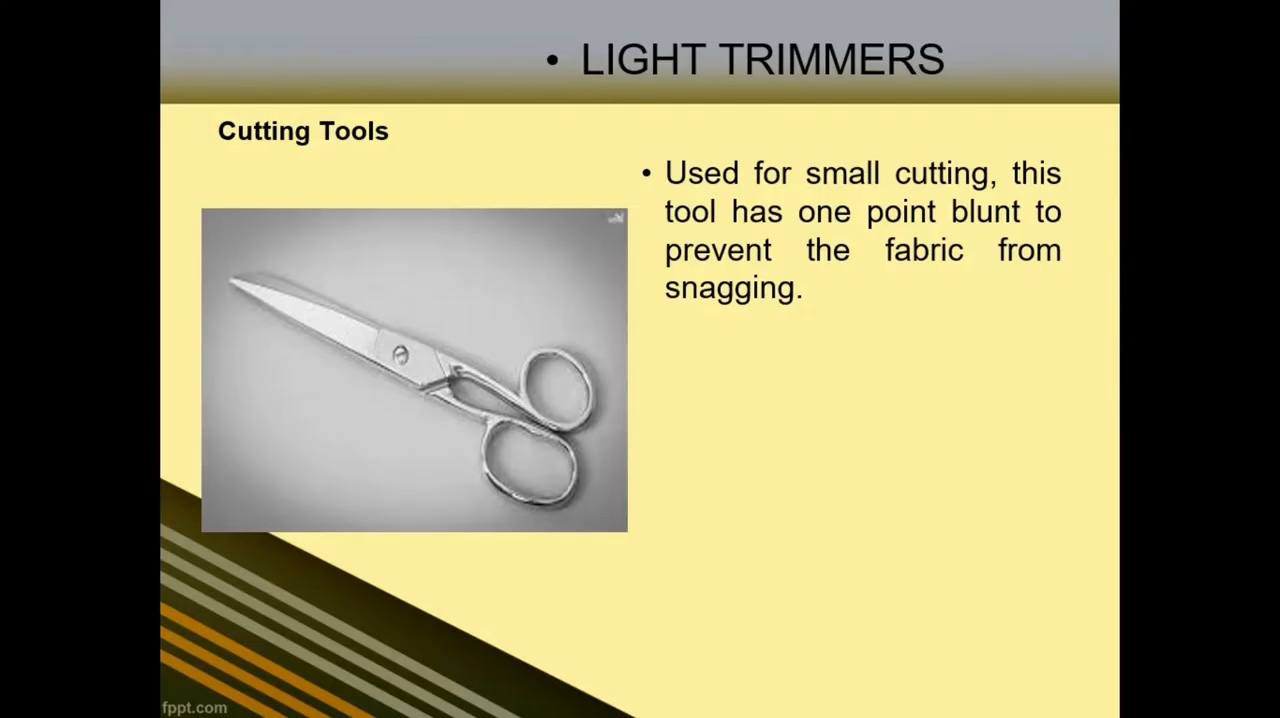 • LIGHT TRIMMERS
Cutting Tools
• Used for small cutting, this
tool has one point blunt to
prevent the fabric from
snagging.
fppt.com